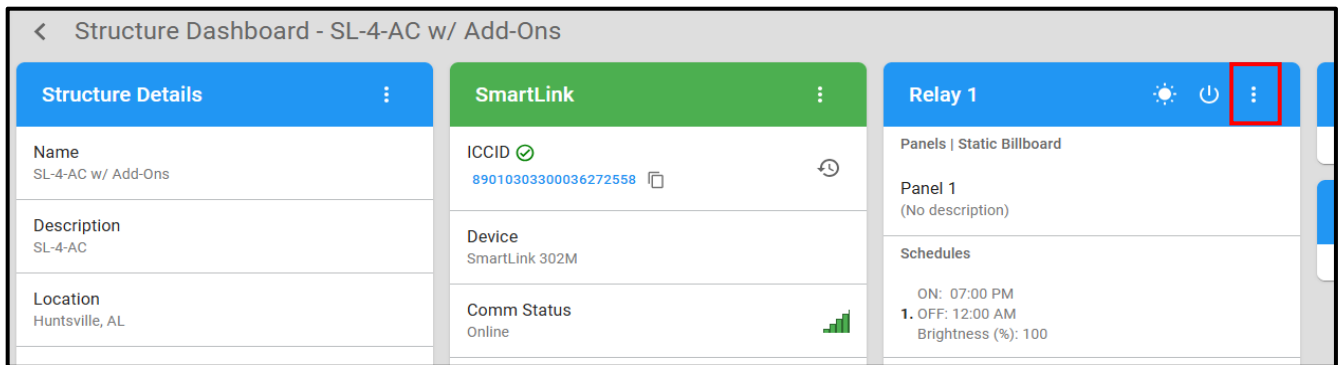 Structure Dashboard - SL-4-AC w/ Add-Ons
Structure Details
Name
SL-4-AC w/ Add-Ons
Description
SL-4-AC
Location
Huntsville, AL
SmartLink
ICCID
89010303300036272558
Device
SmartLink 302M
Comm Status
Online
Relay 1
Panels | Static Billboard
Panel 1
(No description)
Schedules
ON: 07:00 PM
1. OFF: 12:00 AM
Brightness (%): 100